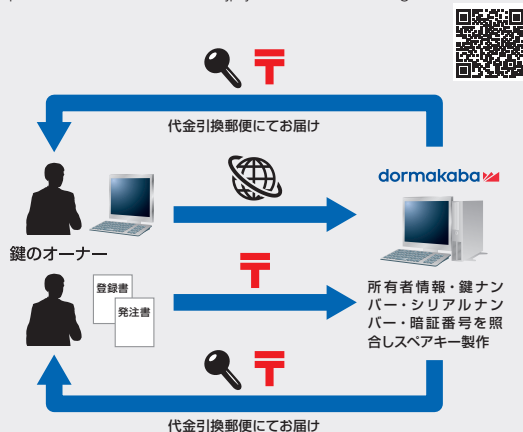 代金引換郵便にてお届け
dormakaba
鍵のオーナー
登録書
発注書
所有者情報・鍵ナン
バー・シリアルナン
バー・暗証番号を照
合しスペアキー製作
代金引換郵便にてお届け